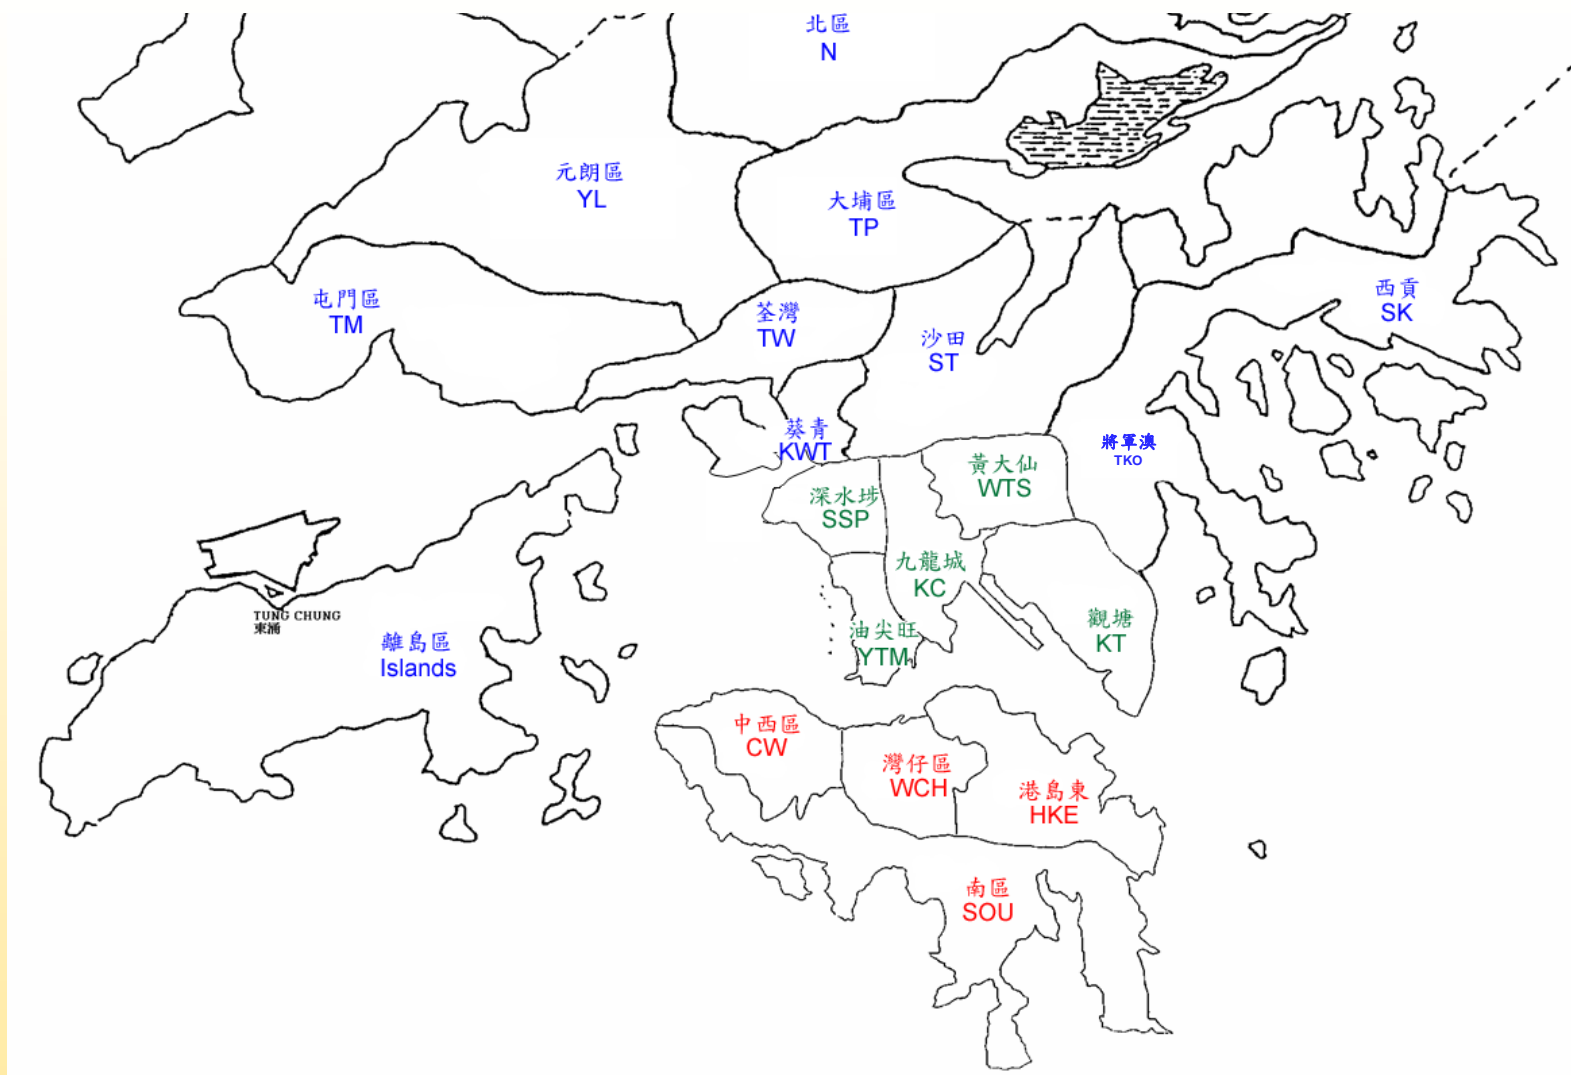 北區
N
元朗區
YL
大埔區
TP
屯門區
TM
荃灣
TW
沙田
ST
西貢
SK
葵青
KWT
將軍澳
TKO
黃大仙
WTS
深水埗
SSP
九龍城
KC
TUNG CHUNG
東涌
離島區
Islands
油尖旺
YTM
觀塘
KT
中西區
CW
灣仔區
WCH
港島東
HKE
南區
SOU